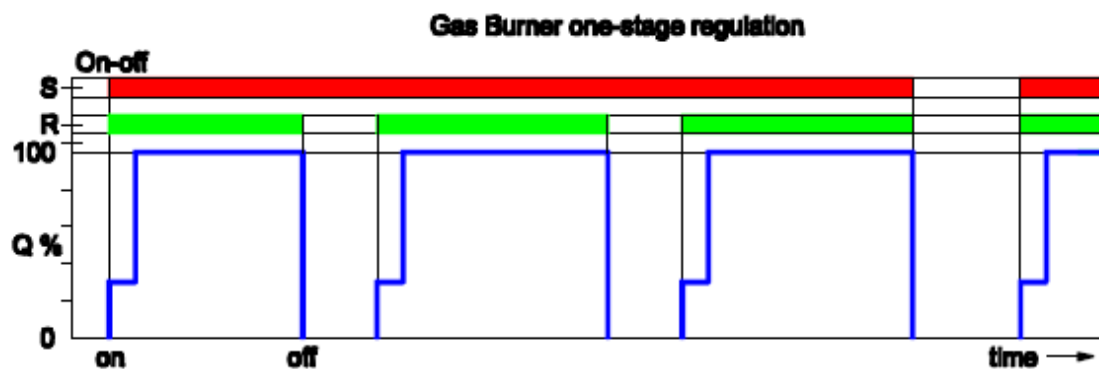 Gas Burner one-stage regulation
On-off
S
R
100
Q %
0
on off time